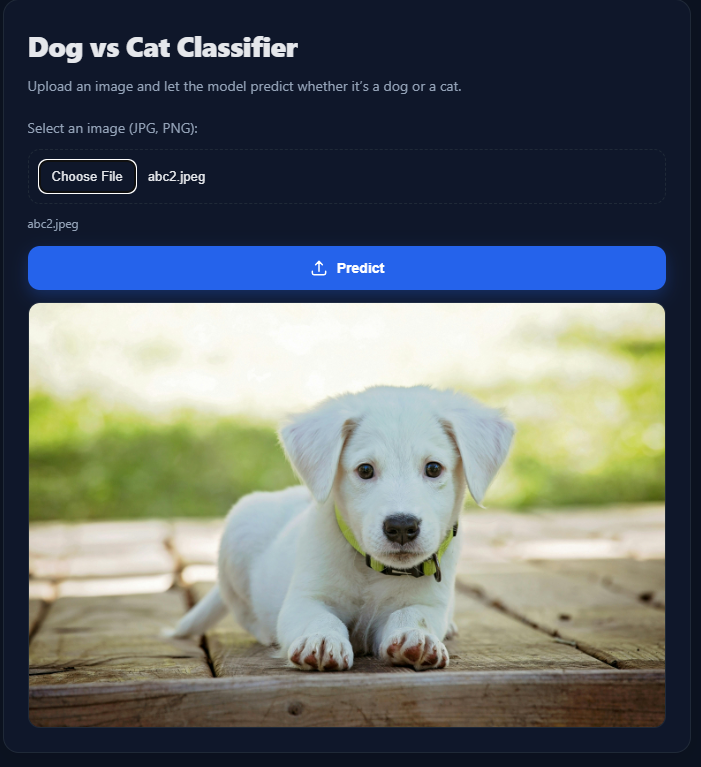 Dog vs Cat Classifier
Upload an image and let the model predict whether it’s a dog or a cat.
Select an image (JPG, PNG):
Choose File abc2.jpeg
abc2.jpeg
Predict